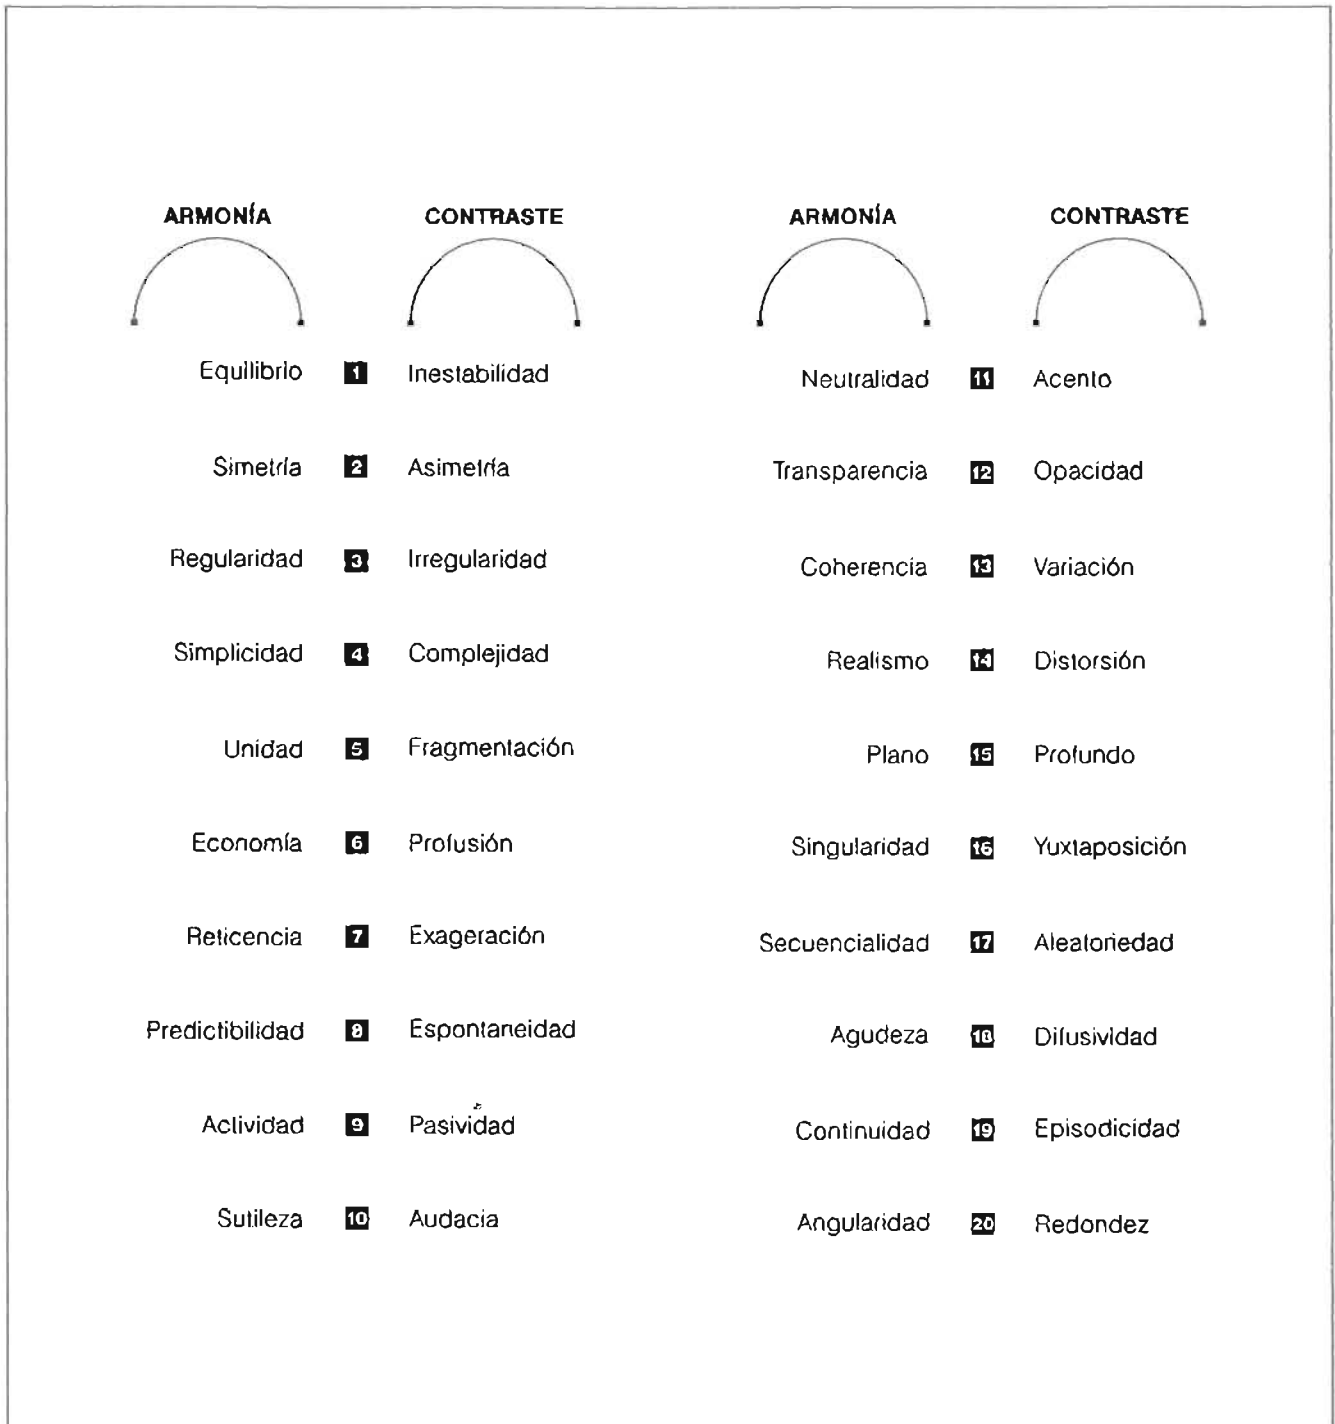 ARMONÍA CONTRASTE
Equilibrio 1 Inestabilidad
Simetría 2 Asimetría
Regularidad 3 Irregularidad
Simplicidad 4 Complejidad
Unidad 5 Fragmentación
Economía 6 Profusión
Reticencia 7 Exageración
Predictibilidad 8 Espontaneidad
Actividad 9 Pasividad
Sutileza 10 Audacia
ARMONÍA CONTRASTE
Neutralidad 11 Acento
Transparencia 12 Opacidad
Coherencia 13 Variación
Realismo 14 Distorsión
Plano 15 Profundo
Singularidad 16 Yuxtaposición
Secuencialidad 17 Aleatoriedad
Agudeza 18 Difusividad
Continuidad 19 Episodicidad
Angularidad 20 Redondez